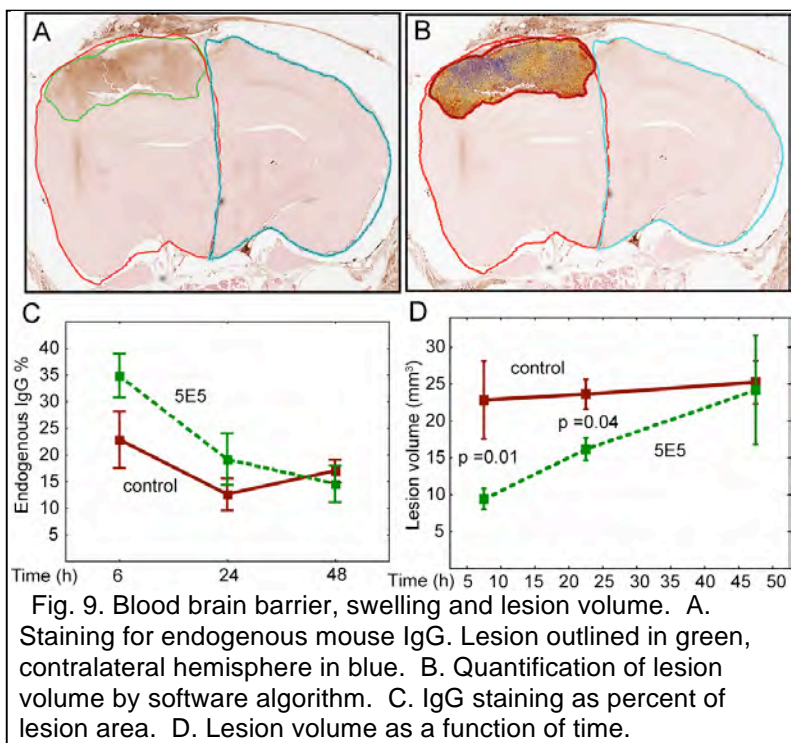 A
B
C
Endogenous IgG %
40
35
30
25
20
15
10
5
5E5
control
Time (h)
6
24
48
D
Lesion volume (mm³)
30
25
20
15
10
5
control
p =0.01
p =0.04
5E5
Time (h)
5 10 15 20 25 30 35 40 45 50
Fig. 9. Blood brain barrier, swelling and lesion volume. A.
Staining for endogenous mouse IgG. Lesion outlined in green,
contralateral hemisphere in blue. B. Quantification of lesion
volume by software algorithm. C. IgG staining as percent of
lesion area. D. Lesion volume as a function of time.